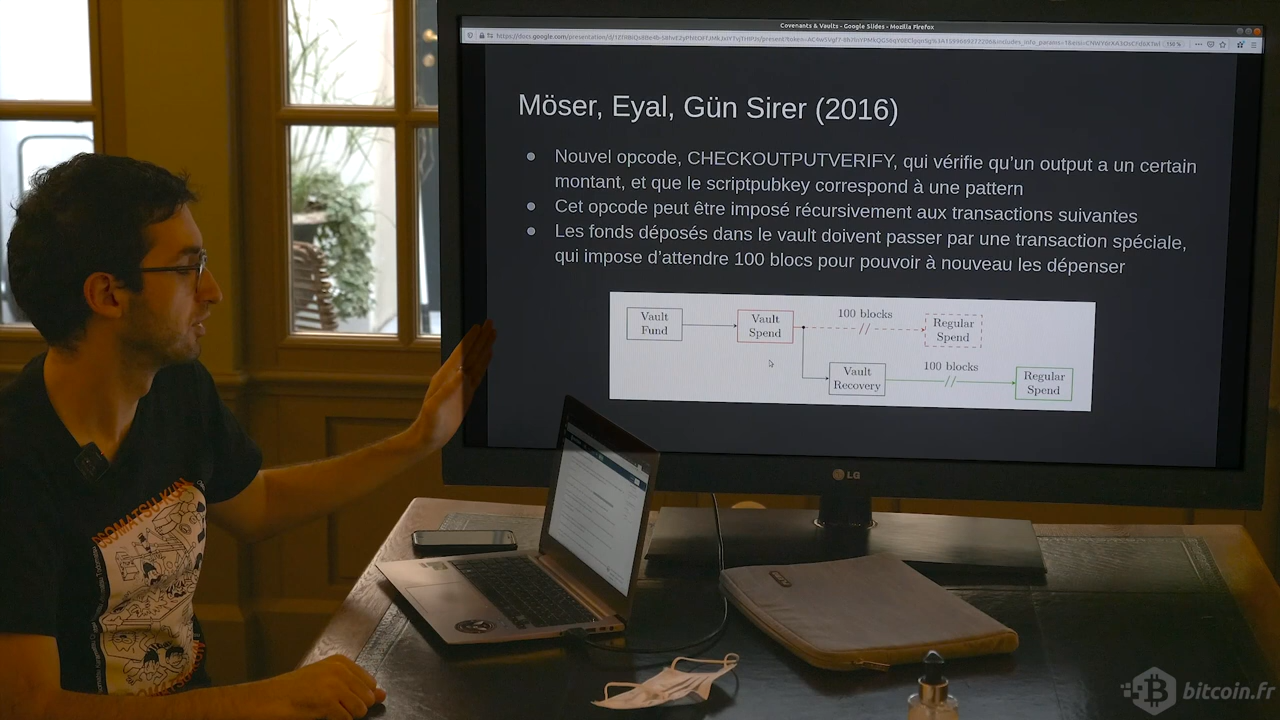 Covenants & Vaults - Google Slides - Mozilla Firefox
Möser, Eyal, Gün Sirer (2016)
● Nouvel opcode, CHECKOUTPUTVERIFY, qui vérifie qu'un output a un certain
montant, et que le scriptpubkey correspond à une pattern
● Cet opcode peut être imposé récursivement aux transactions suivantes
● Les fonds déposés dans le vault doivent passer par une transaction spéciale,
qui impose d'attendre 100 blocs pour pouvoir à nouveau les dépenser
Vault
Fund
Vault
Spend
100 blocks
Regular
Spend
Vault
Recovery
100 blocks
Regular
Spend
LG
bitcoin.fr